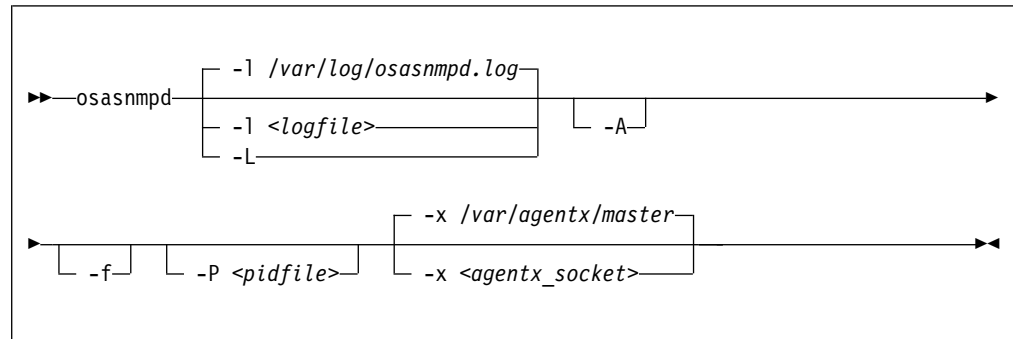 -l /var/log/osasnmpd.log
osasnmpd
-l <logfile>
-A
-L
-x /var/agentx/master
-f
-P <pidfile>
-x <agentx_socket>